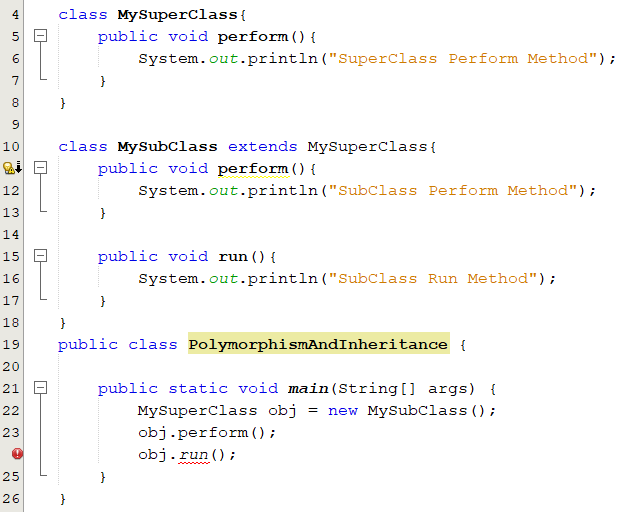 4 class MySuperClass{
5 public void perform(){
6 System.out.println("SuperClass Perform Method");
7 }
8 }
9
10 class MySubClass extends MySuperClass{
public void perform(){
12 System.out.println("SubClass Perform Method");
13 }
14
15 public void run(){
16 System.out.println("SubClass Run Method");
17 }
18 }
19 public class PolymorphismAndInheritance {
20
21 public static void main(String[] args) {
22 MySuperClass obj = new MySubClass();
23 obj.perform();
obj.run();
25 }
26 }